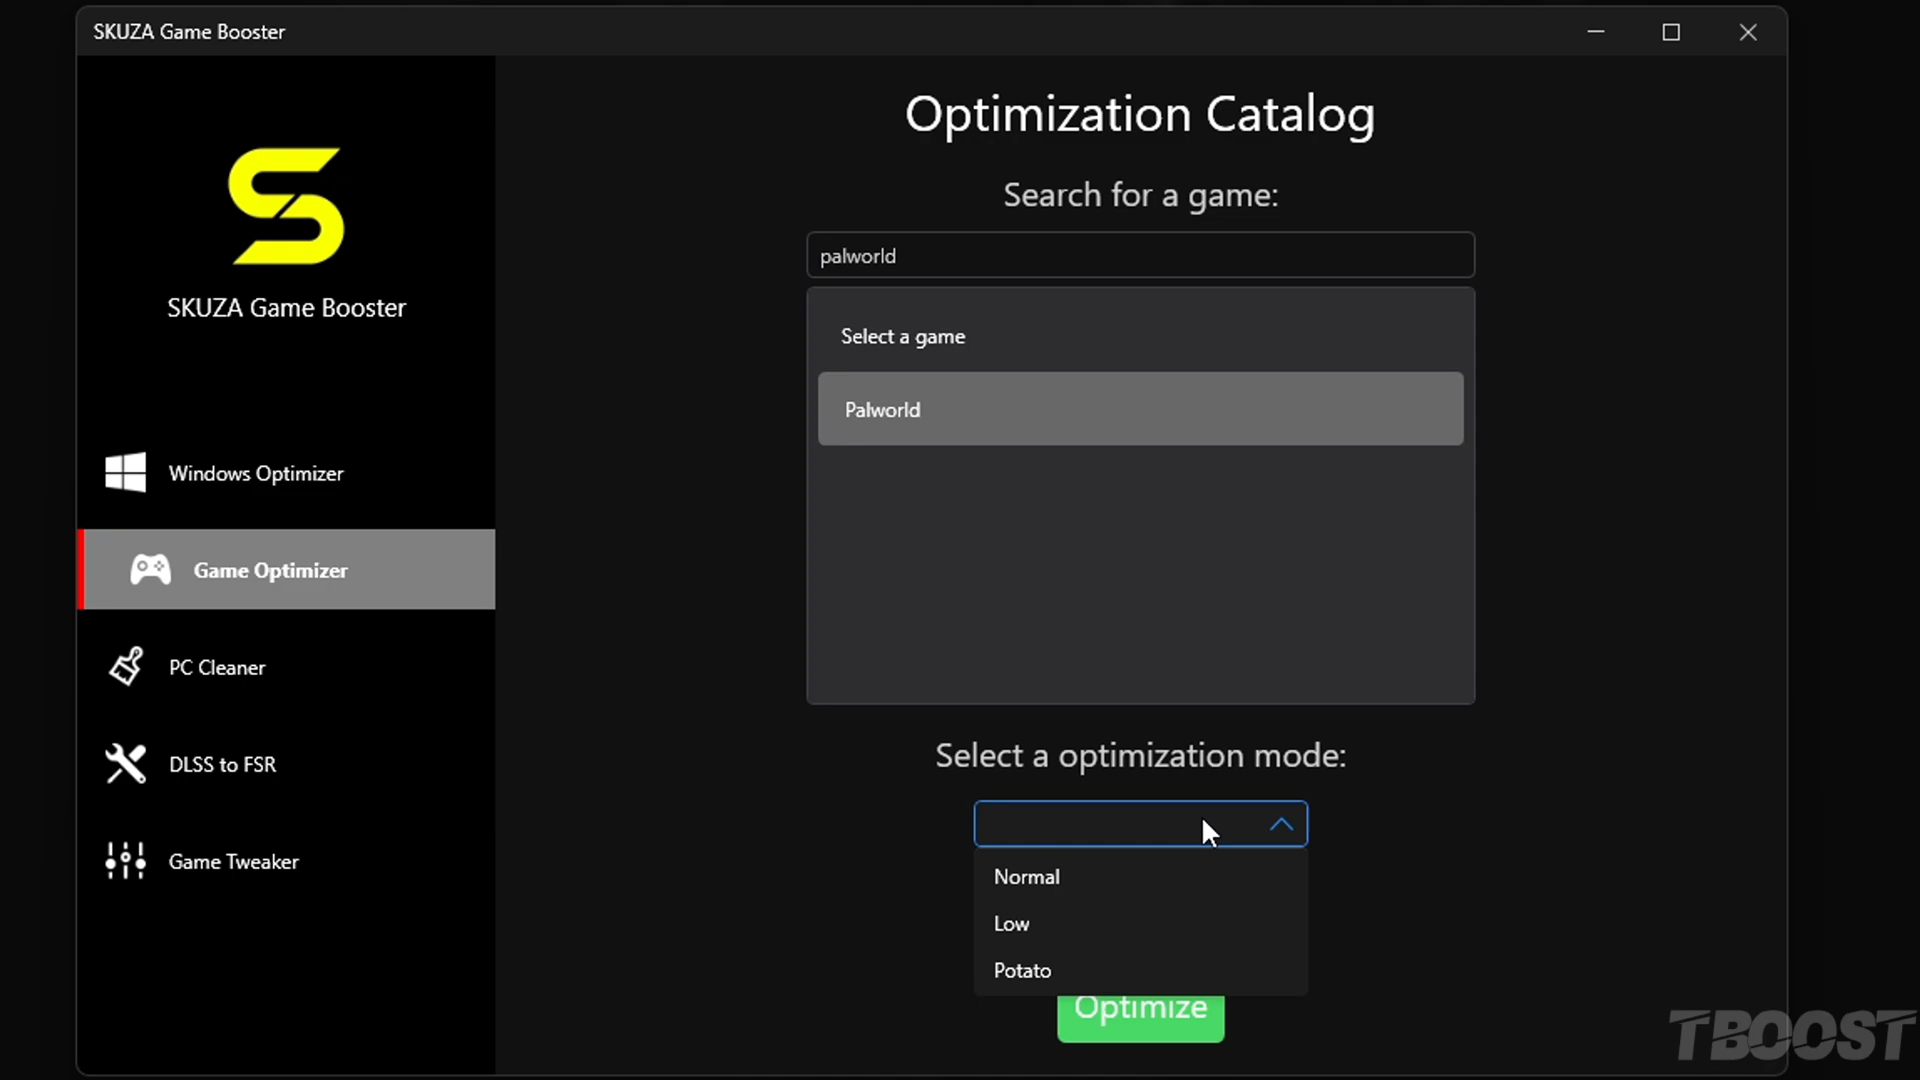 SKUZA Game Booster
SKUZA Game Booster
Windows Optimizer
Game Optimizer
PC Cleaner
DLSS to FSR
Game Tweaker
Optimization Catalog
Search for a game:
palworld
Select a game
Palworld
Select a optimization mode:
Normal
Low
Potato
Optimize
TBOOST